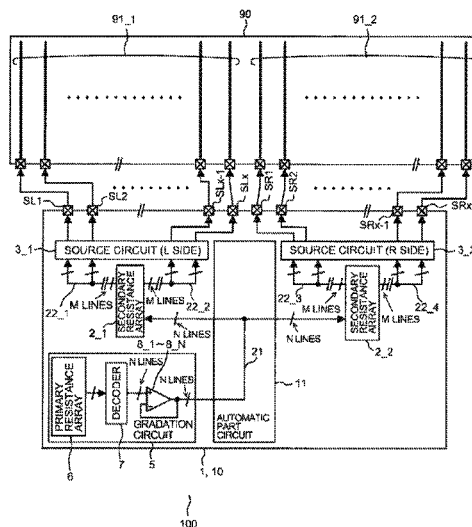 90
91_1
91_2
SL1
SL2
SLx-1
SLx
SR1
SR2
SRx-1
SRx
SOURCE CIRCUIT (L SIDE)
SOURCE CIRCUIT (R SIDE)
3_1
22_1
M LINES
SECONDARY RESISTANCE ARRAY
M LINES
22_2
22_3
M LINES
SECONDARY RESISTANCE ARRAY
M LINES
22_4
2_1
8_1~8_N
N LINES
N LINES
2_2
PRIMARY RESISTANCE ARRAY
DECODER
N LINES
N LINES
GRADATION CIRCUIT
21
AUTOMATIC PART CIRCUIT
11
6
7
5
1, 10
100